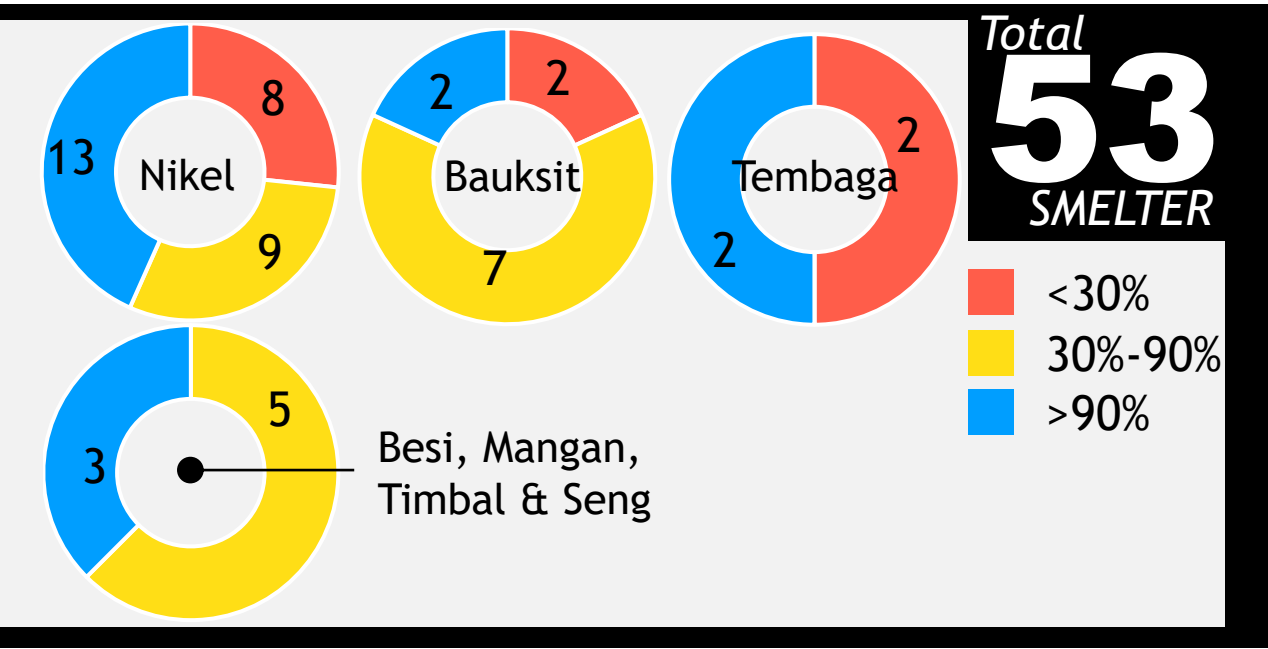 8
13
9
Nikel
2
2
7
Bauksit
2
2
Tembaga
Total
53
SMELTER
<30%
30%-90%
>90%
5
3
Besi, Mangan,
Timbal & Seng